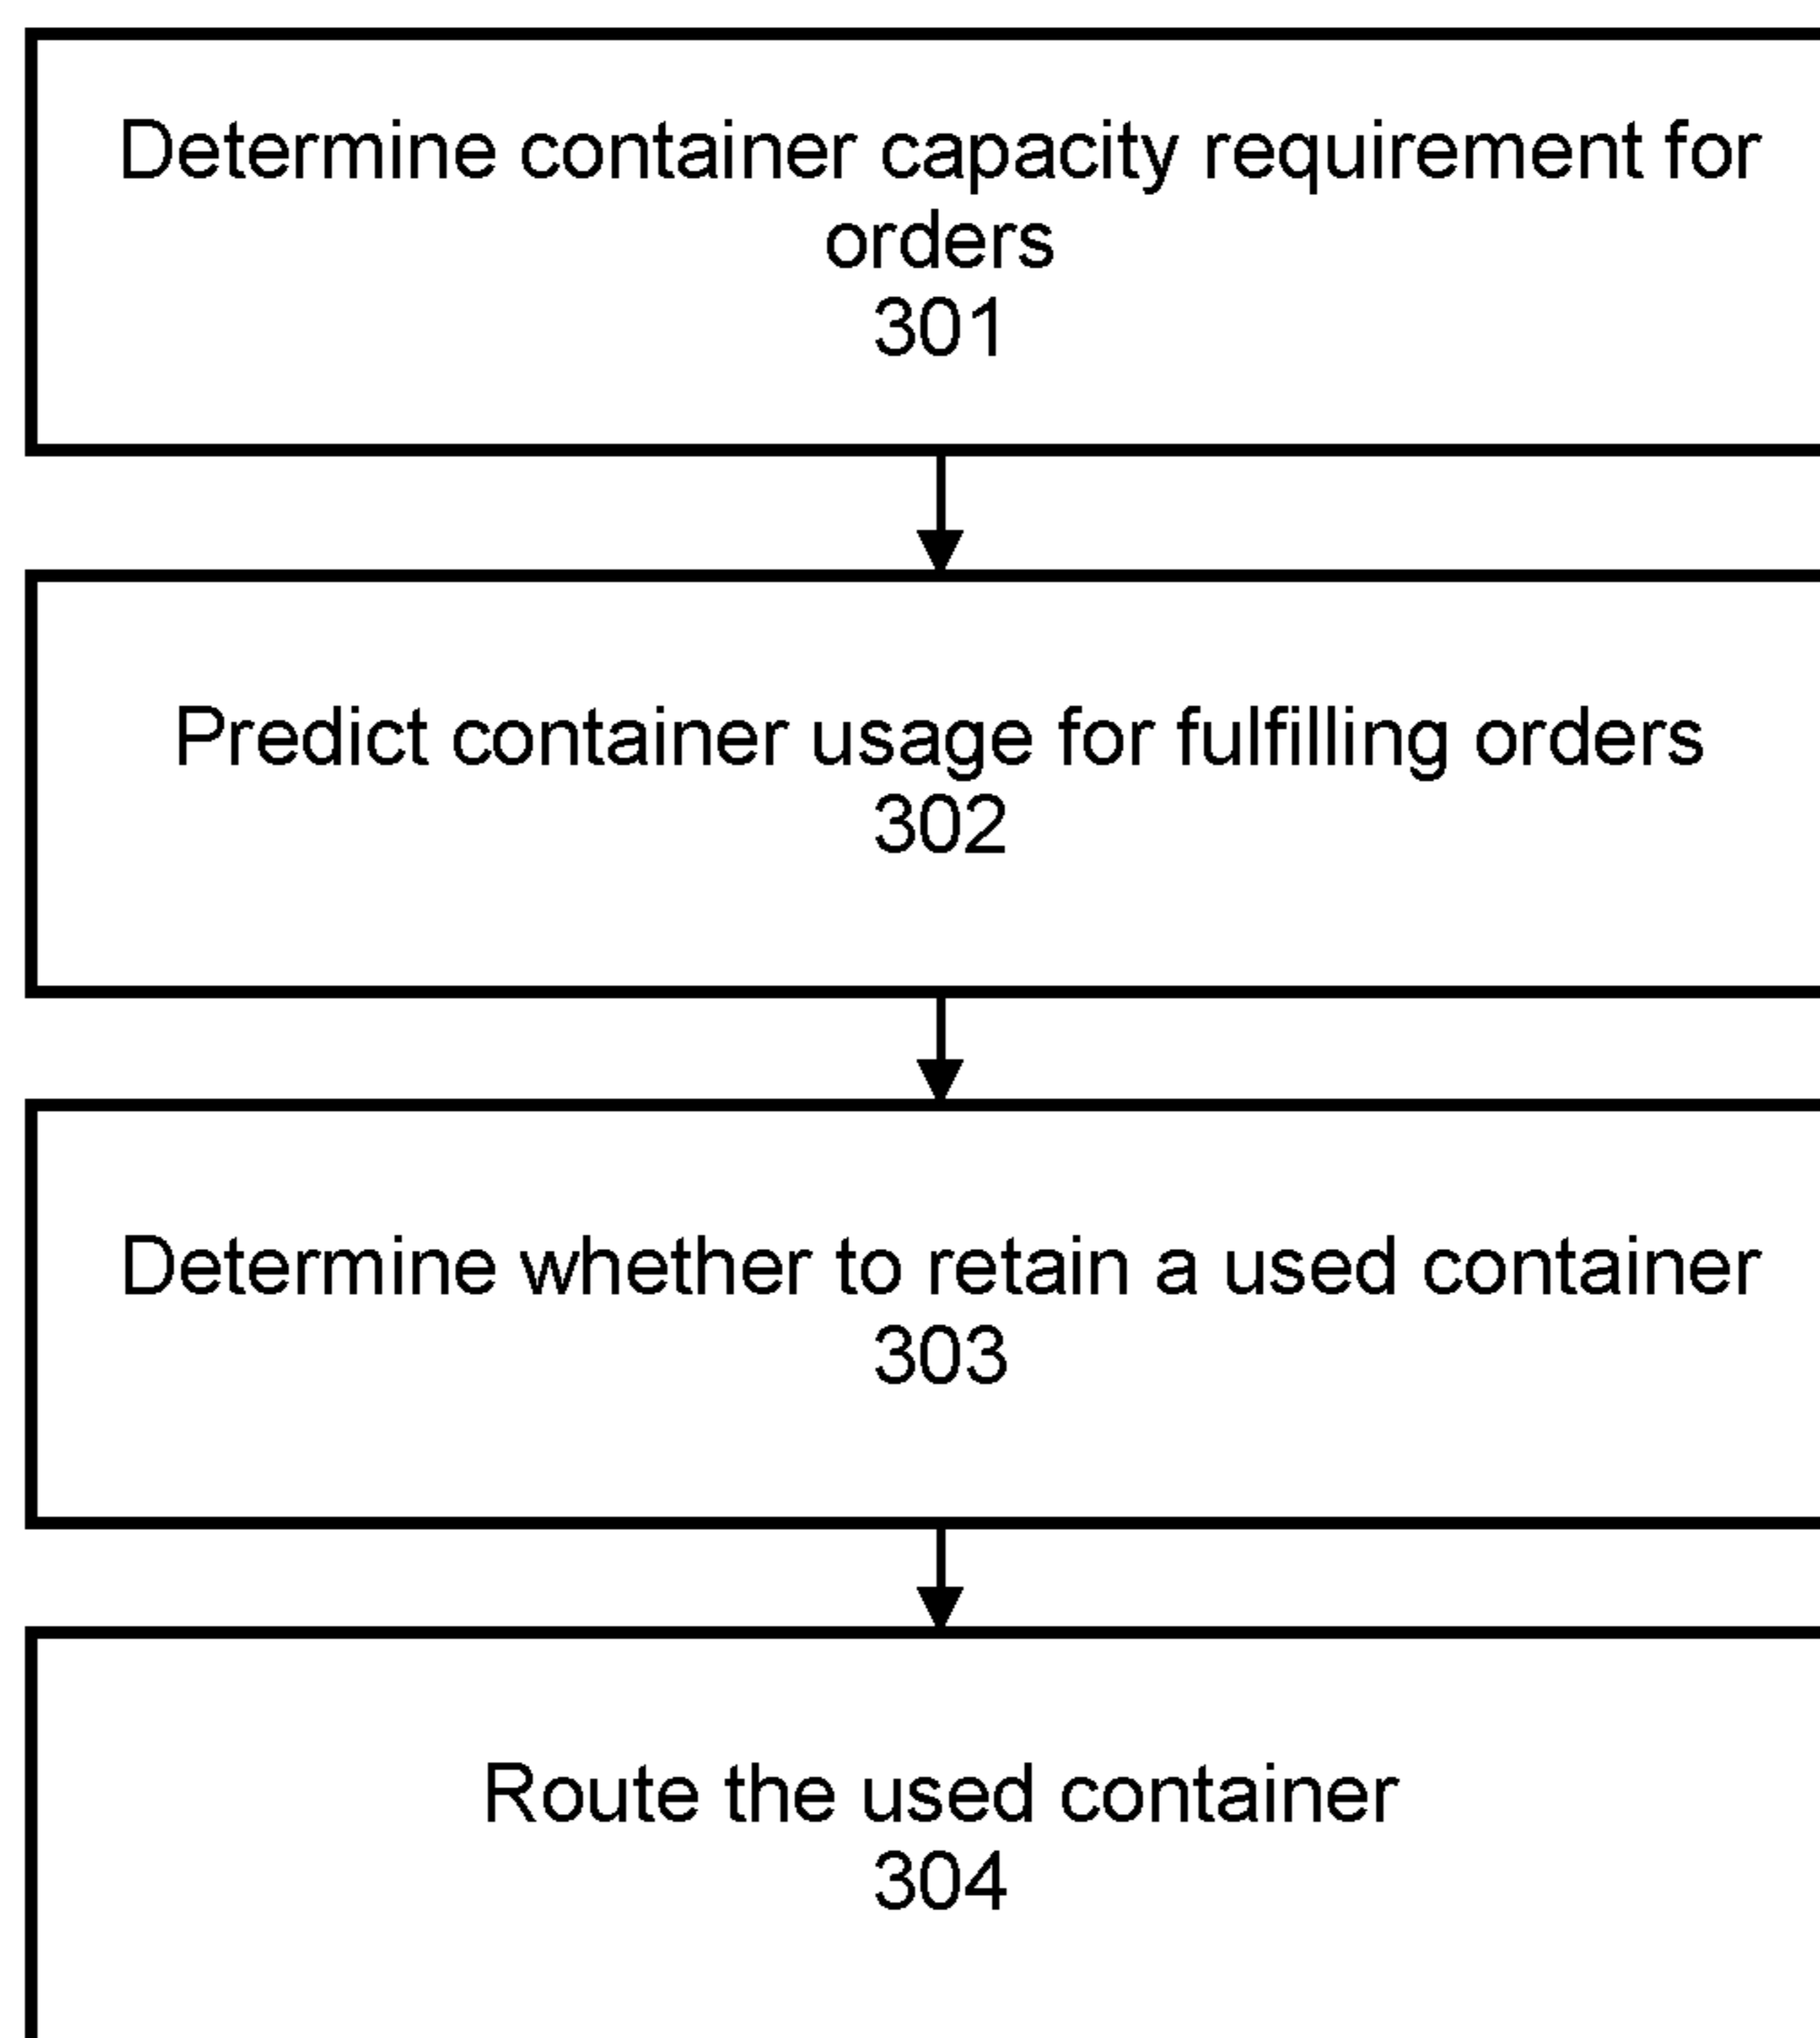 Determine container capacity requirement for
orders
301
Predict container usage for fulfilling orders
302
Determine whether to retain a used container
303
Route the used container
304